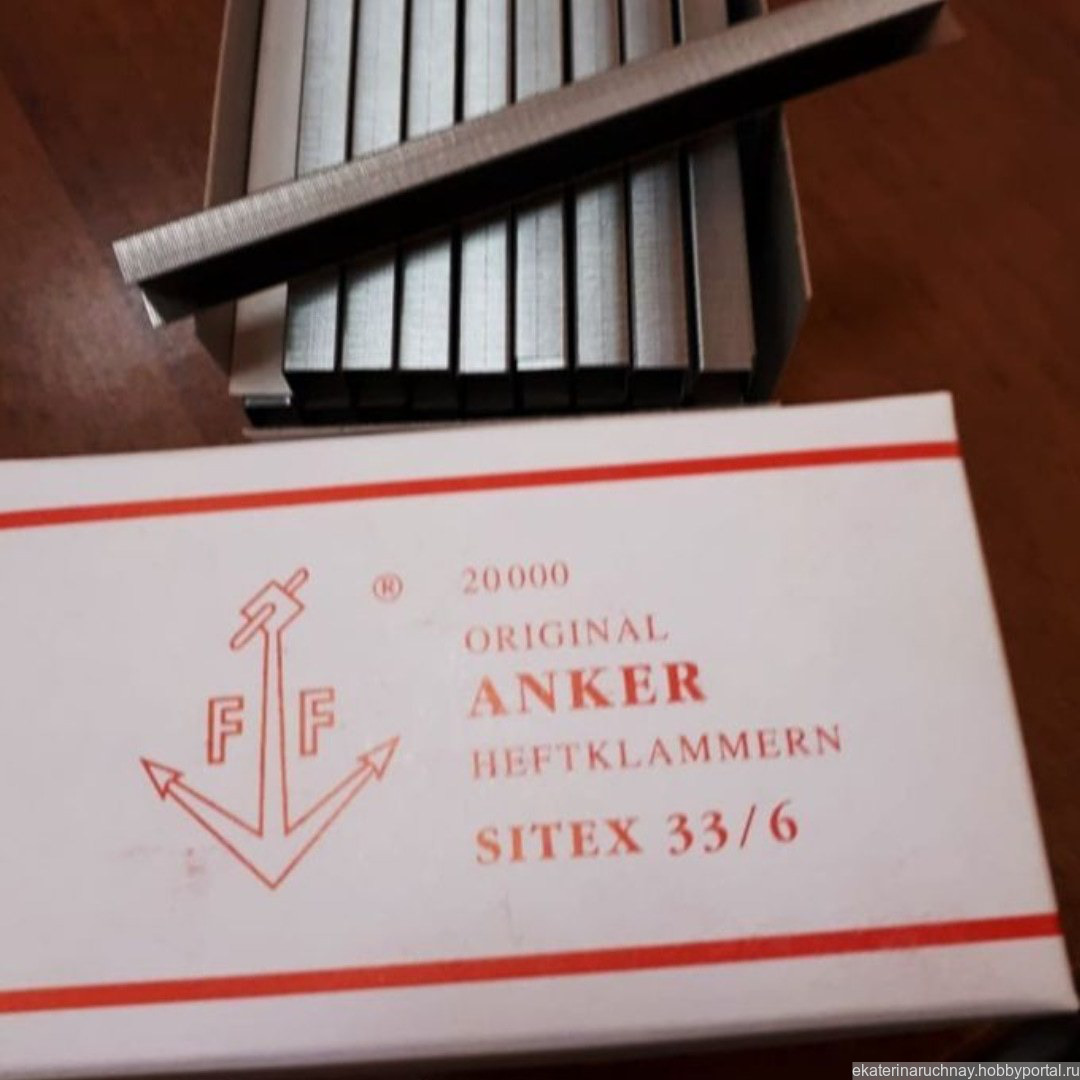 F F ®
20000
ORIGINAL
ANKER
HEFTKLAMMERN
SITEX 33/6
ekaterinaruchnay.hobbyportal.ru